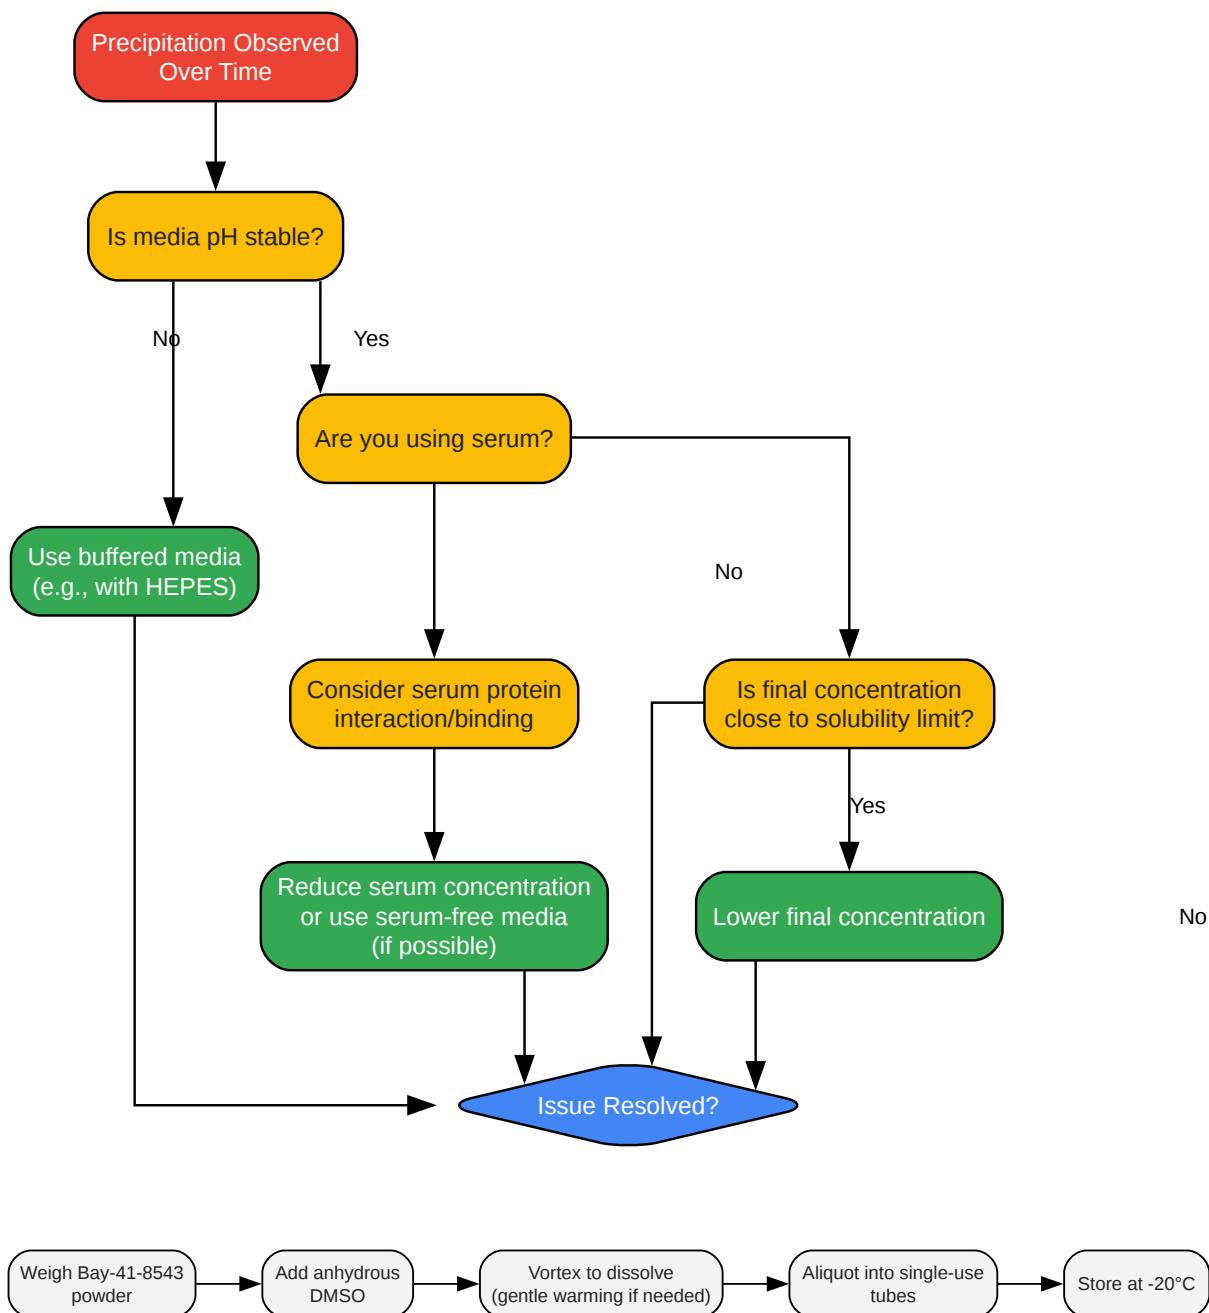 Precipitation Observed
Over Time
Is media pH stable?
No
Yes
Are you using serum?
Use buffered media
(e.g., with HEPES)
No
Consider serum protein
interaction/binding
Is final concentration
close to solubility limit?
Yes
Reduce serum concentration
or use serum-free media
(if possible)
Lower final concentration
No
Issue Resolved?
Weigh Bay-41-8543
powder
Add anhydrous
DMSO
Vortex to dissolve
(gentle warming if needed)
Aliquot into single-use
tubes
Store at -20°C